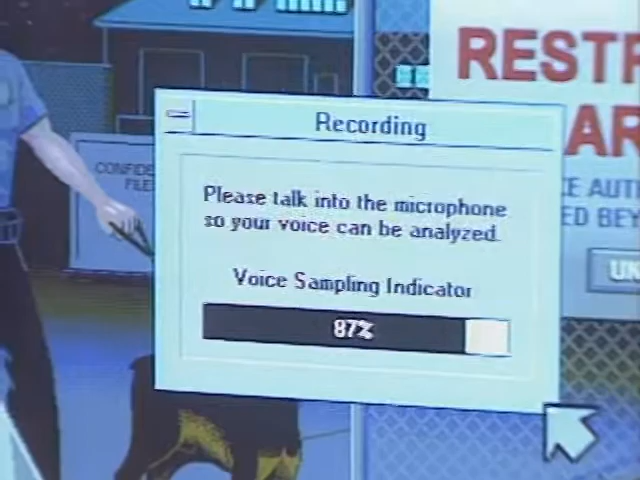 RESTR
AR
Recording
CONFIDE
FILE
E AUT
ED BEY
Please talk into the microphone
so your voice can be analyzed.
Voice Sampling Indicator
87%